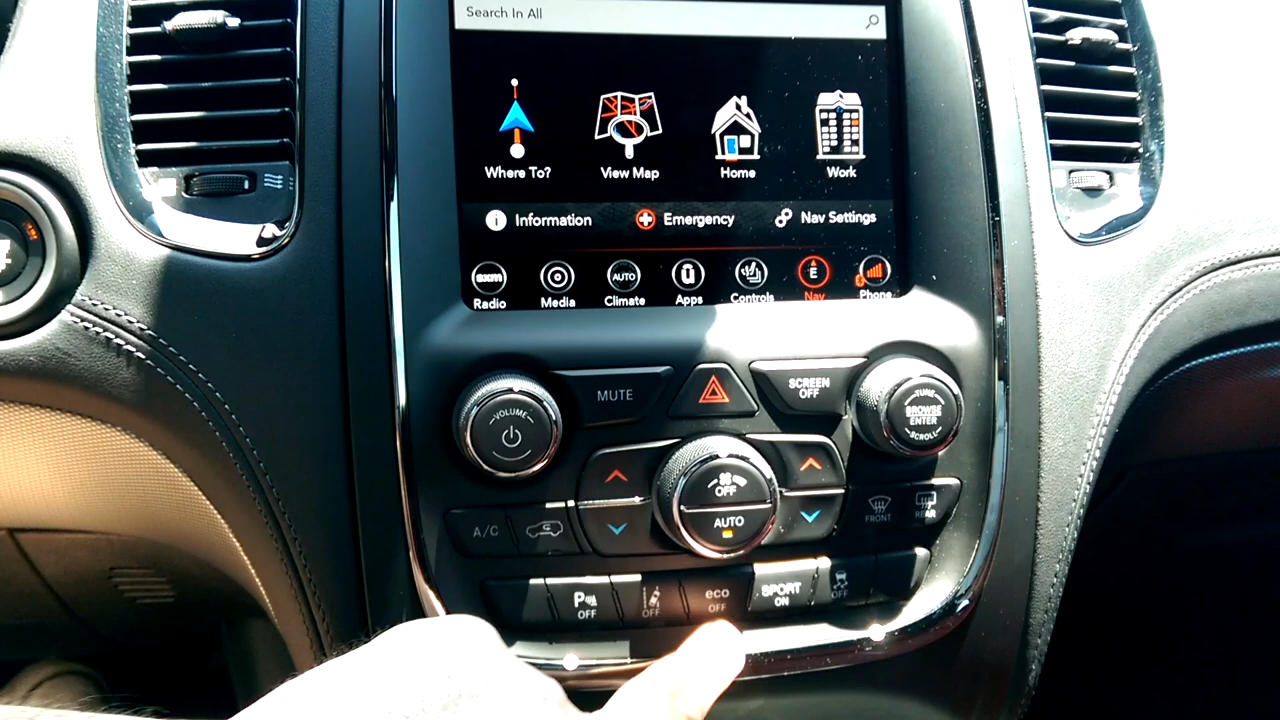 Search In All
Where To?
View Map
Home
Work
i Information
Emergency
Nav Settings
sxm
AUTO
E
Radio
Media
Climate
Apps
Controls
Nav
Phone
VOLUME
MUTE
SCREEN
OFF
TUNE
BROWSE
ENTER
SCROLL
OFF
AUTO
A/C
FRONT
REAR
P
OFF
OFF
eco
OFF
SPORT
ON
OFF